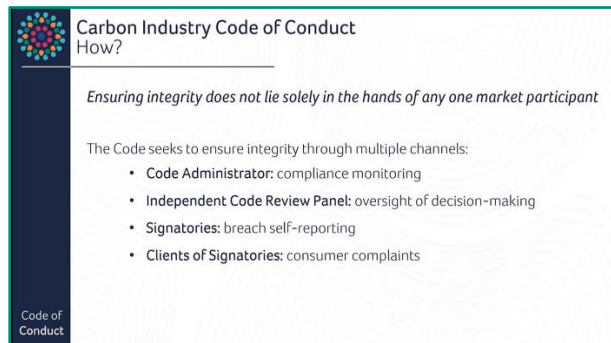 Carbon Industry Code of Conduct
How?
Ensuring integrity does not lie solely in the hands of any one market participant
The Code seeks to ensure integrity through multiple channels:
• Code Administrator: compliance monitoring
• Independent Code Review Panel: oversight of decision-making
• Signatories: breach self-reporting
• Clients of Signatories: consumer complaints
Code of
Conduct